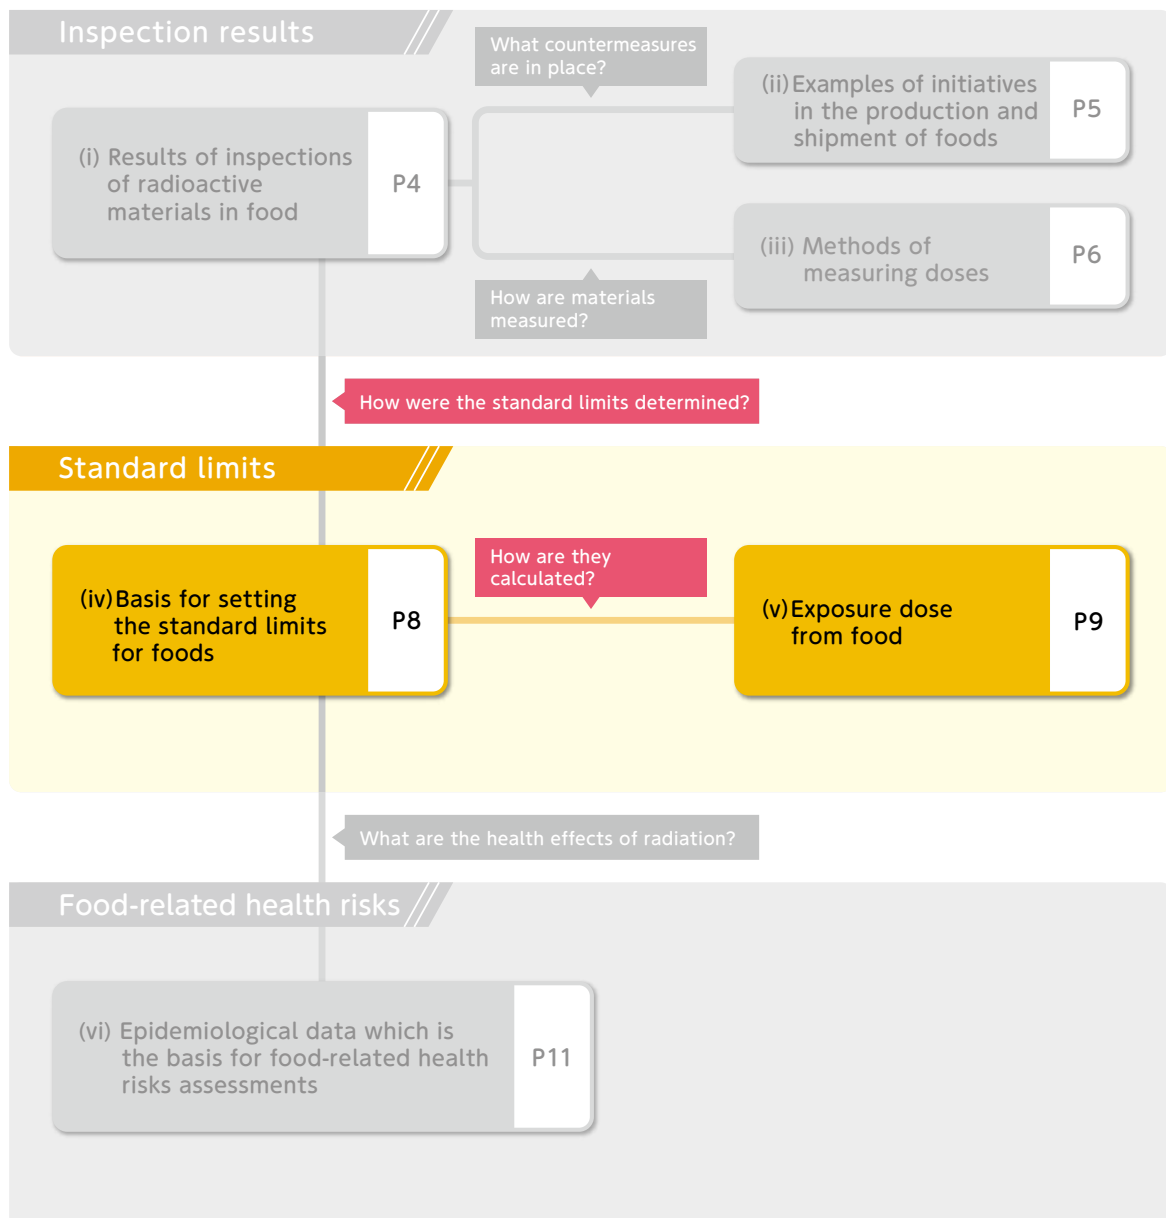 Inspection results
What countermeasures
are in place?
(i) Results of inspections
of radioactive
materials in food
P4
(ii) Examples of initiatives
in the production and
shipment of foods
P5
(iii) Methods of
measuring doses
P6
How are materials
measured?
How were the standard limits determined?
Standard limits
(iv) Basis for setting
the standard limits
for foods
P8
How are they
calculated?
(v) Exposure dose
from food
P9
What are the health effects of radiation?
Food-related health risks
(vi) Epidemiological data which is
the basis for food-related health
risks assessments
P11